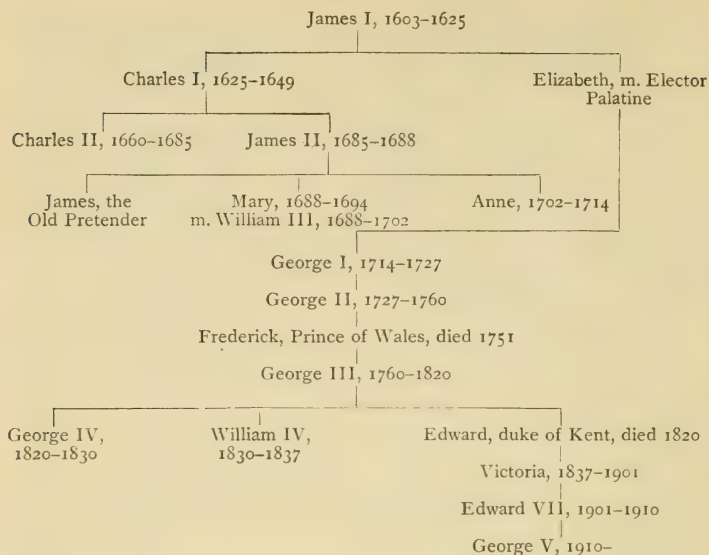 James I, 1603–1625
Charles I, 1625–1649
Elizabeth, m. Elector
Palatine
Charles II, 1660–1685
James II, 1685–1688
James, the
Old Pretender
Mary, 1688–1694
m. William III, 1688–1702
Anne, 1702–1714
George I, 1714–1727
George II, 1727–1760
Frederick, Prince of Wales, died 1751
George III, 1760–1820
George IV,
1820–1830
William IV,
1830–1837
Edward, duke of Kent, died 1820
Victoria, 1837–1901
Edward VII, 1901–1910
George V, 1910–